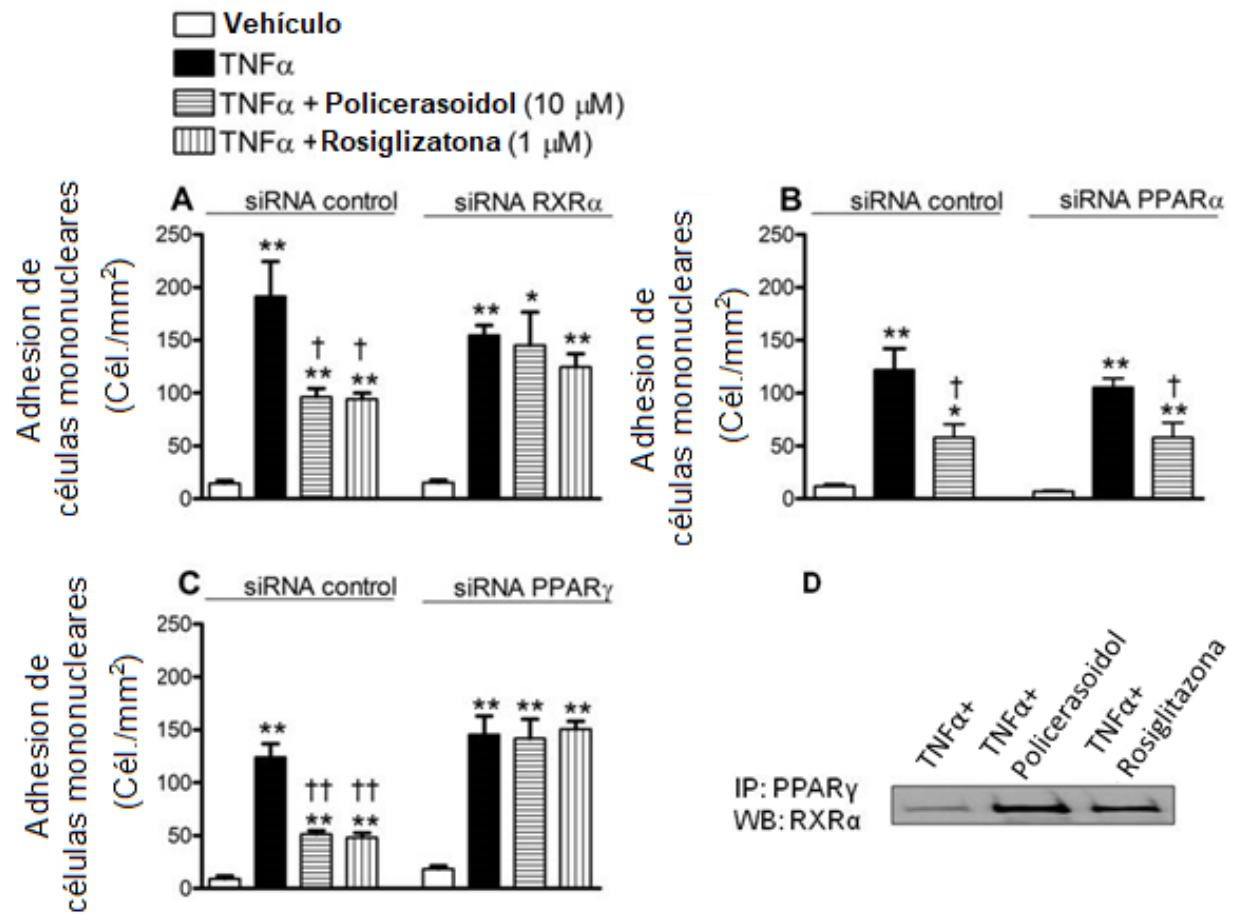 Vehículo
TNFα
TNFα + Policerasoidol (10 μM)
TNFα + Rosiglizatona (1 μM)
A
siRNA control
siRNA RXRα
Adhesion de
células mononucleares
(Cél./mm²)
250
200
150
100
50
0
**
†
**
†
**
**
*
**
B
siRNA control
siRNA PPARα
Adhesion de
células mononucleares
(Cél./mm²)
250
200
150
100
50
0
**
†
*
**
†
**
C
siRNA control
siRNA PPARγ
Adhesion de
células mononucleares
(Cél./mm²)
250
200
150
100
50
0
**
††
**
††
**
**
**
**
D
TNFα+
TNFα+
Policerasoidol
TNFα+
Rosiglitazona
IP: PPARγ
WB: RXRα